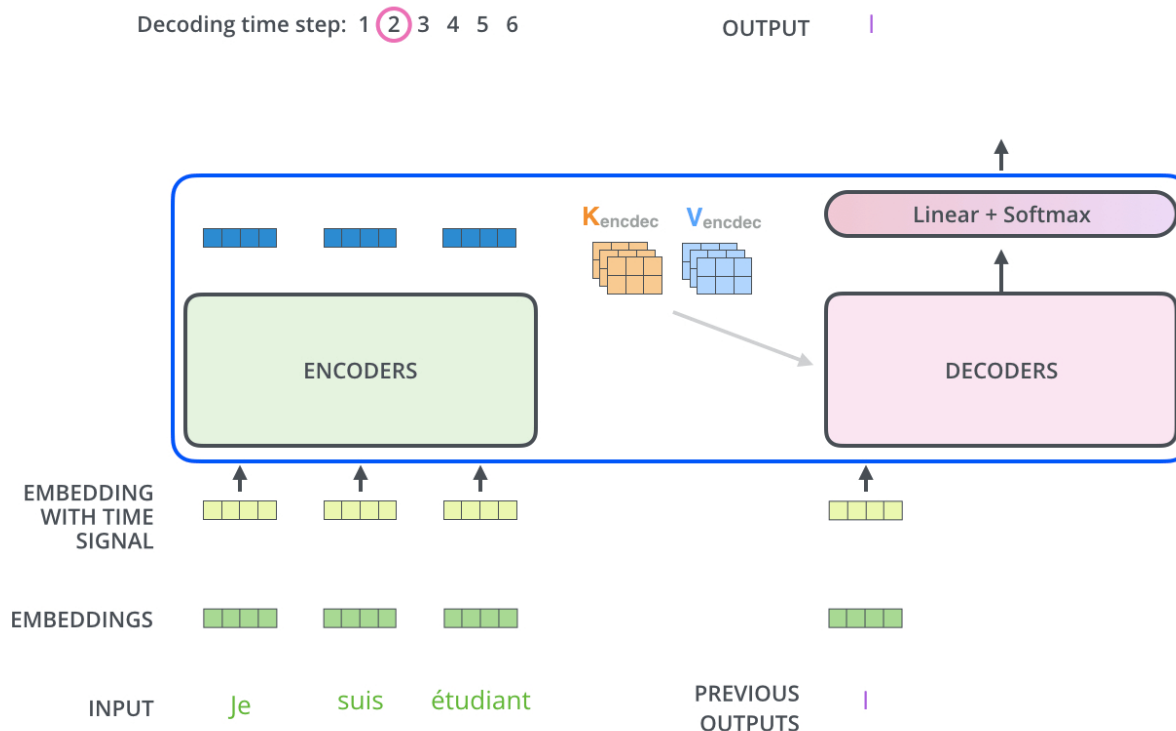 Decoding time step: 1 2 3 4 5 6
OUTPUT I
Kencdec Vencdec
Linear + Softmax
ENCODERS
DECODERS
EMBEDDING
WITH TIME
SIGNAL
EMBEDDINGS
INPUT Je suis étudiant
PREVIOUS
OUTPUTS
I